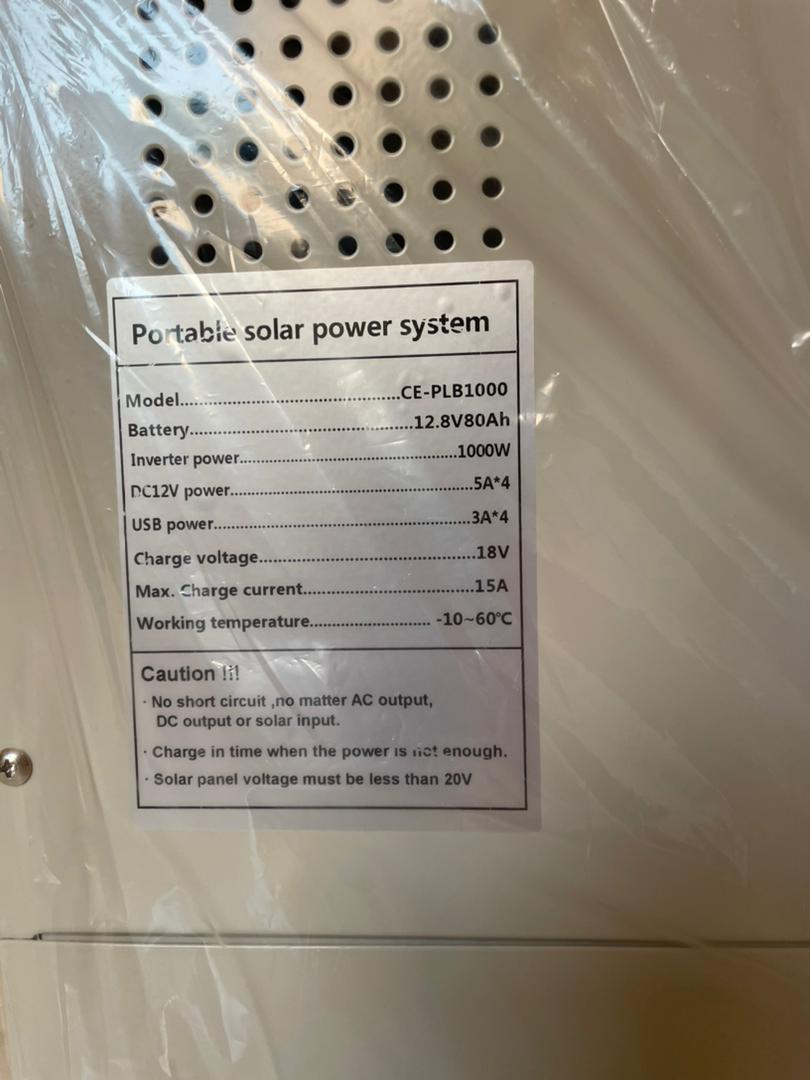 Portable solar power system
Model........................................CE-PLB1000
Battery.........................................12.8V80Ah
Inverter power........................................1000W
DC12V power............................................5A*4
USB power...............................................3A*4
Charge voltage.......................................18V
Max. Charge current..............................15A
Working temperature............................ -10~60℃
Caution !!!
· No short circuit ,no matter AC output,
DC output or solar input.
· Charge in time when the power is not enough.
· Solar panel voltage must be less than 20V